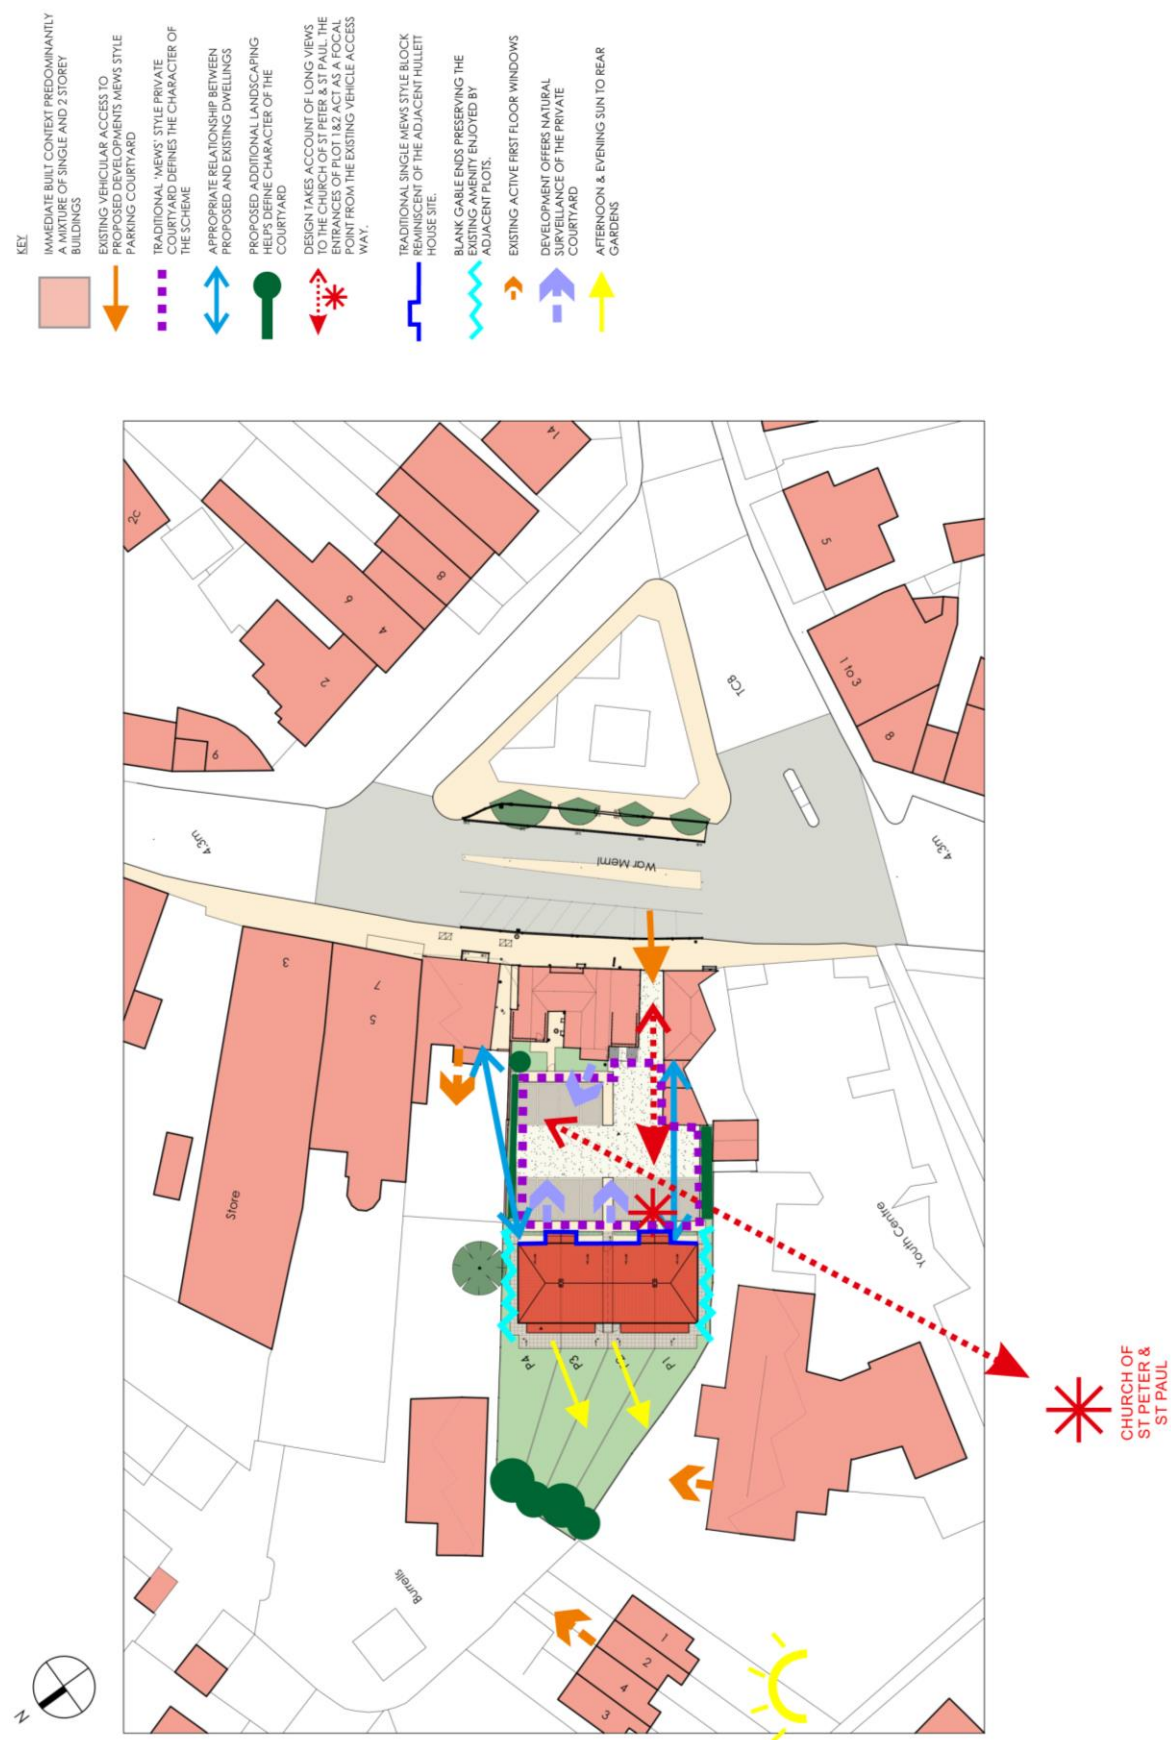 KEY
IMMEDIATE BUILT CONTEXT PREDOMINANTLY
A MIXTURE OF SINGLE AND 2 STOREY
BUILDINGS
EXISTING VEHICULAR ACCESS TO
PROPOSED DEVELOPMENTS MEWS STYLE
PARKING COURTYARD
TRADITIONAL 'MEWS' STYLE PRIVATE
COURTYARD DEFINES THE CHARACTER OF
THE SCHEME
APPROPRIATE RELATIONSHIP BETWEEN
PROPOSED AND EXISTING DWELLINGS
PROPOSED ADDITIONAL LANDSCAPING
HELPS DEFINE CHARACTER OF THE
COURTYARD
DESIGN TAKES ACCOUNT OF LONG VIEWS
TO THE CHURCH OF ST PETER & ST PAUL. THE
ENTRANCES OF PLOT 1&2 ACT AS A FOCAL
POINT FROM THE EXISTING VEHICLE ACCESS
WAY.
TRADITIONAL SINGLE MEWS STYLE BLOCK
REMINISCENT OF THE ADJACENT HULLETT
HOUSE SITE.
BLANK GABLE ENDS PRESERVING THE
EXISTING AMENITY ENJOYED BY
ADJACENT PLOTS.
EXISTING ACTIVE FIRST FLOOR WINDOWS
DEVELOPMENT OFFERS NATURAL
SURVEILLANCE OF THE PRIVATE
COURTYARD
AFTERNOON & EVENING SUN TO REAR
GARDENS
2c
14
6
8
4
2
9
5
1 to 3
8
TCB
4.3m
4.3m
War Meml
3
7
5
Store
Youth Centre
P4
P3
P1
Burrells
1
2
4
3
N
CHURCH OF
ST PETER &
ST PAUL